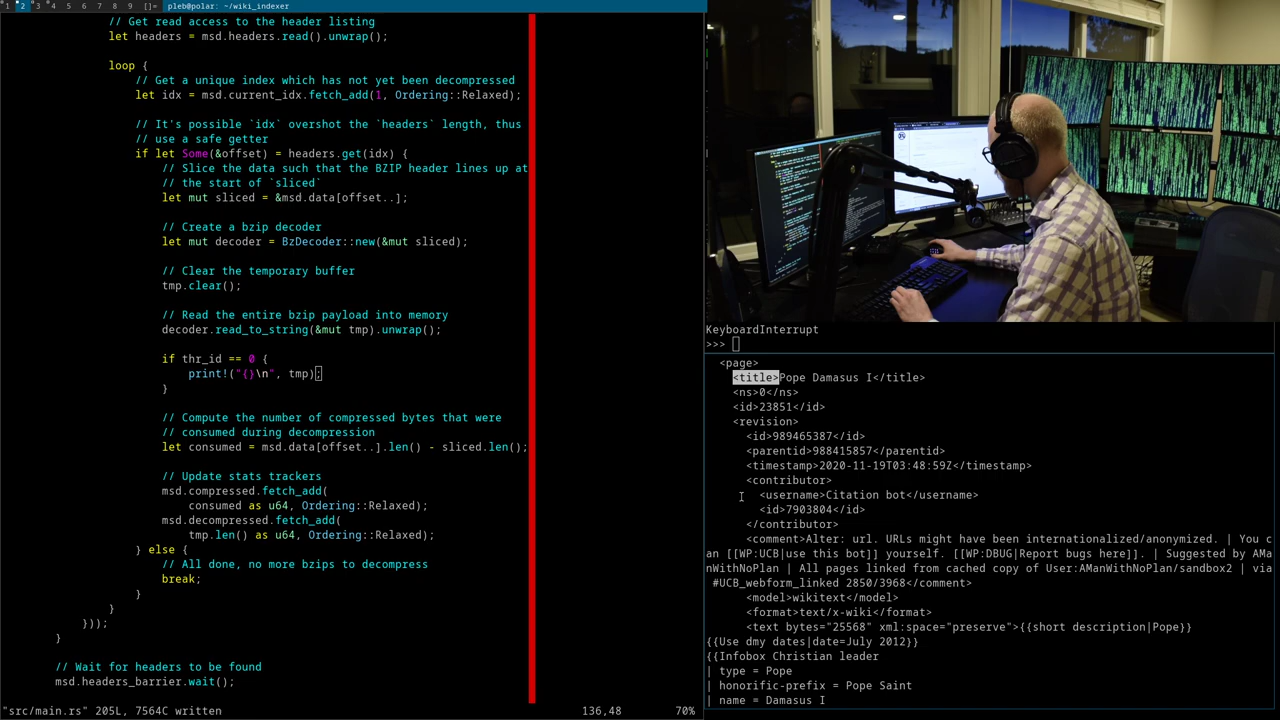 1 2 3 4 5 6 7 8 9 []= pleb@polar: ~/wiki_indexer
// Get read access to the header listing
let headers = msd.headers.read().unwrap();
loop {
// Get a unique index which has not yet been decompressed
let idx = msd.current_idx.fetch_add(1, Ordering::Relaxed);
// It's possible `idx` overshot the `headers` length, thus
// use a safe getter
if let Some(&offset) = headers.get(idx) {
// Slice the data such that the BZIP header lines up at
// the start of `sliced`
let mut sliced = &msd.data[offset..];
// Create a bzip decoder
let mut decoder = BzDecoder::new(&mut sliced);
// Clear the temporary buffer
tmp.clear();
// Read the entire bzip payload into memory
decoder.read_to_string(&mut tmp).unwrap();
if thr_id == 0 {
print!("{}\n", tmp);
}
// Compute the number of compressed bytes that were
// consumed during decompression
let consumed = msd.data[offset..].len() - sliced.len();
// Update stats trackers
msd.compressed.fetch_add(
consumed as u64, Ordering::Relaxed);
msd.decompressed.fetch_add(
tmp.len() as u64, Ordering::Relaxed);
} else {
// All done, no more bzips to decompress
break;
}
}
}));
}
// Wait for headers to be found
msd.headers_barrier.wait();
"src/main.rs" 205L, 7564C written 136,48 70%
KeyboardInterrupt
>>>
<page>
<title>Pope Damasus I</title>
<ns>0</ns>
<id>23851</id>
<revision>
<id>989465387</id>
<parentid>988415857</parentid>
<timestamp>2020-11-19T03:48:59Z</timestamp>
<contributor>
<username>Citation bot</username>
<id>7903804</id>
</contributor>
<comment>Alter: url. URLs might have been internationalized/anonymized. | You c
an [[WP:UCB|use this bot]] yourself. [[WP:DBUG|Report bugs here]]. | Suggested by AMa
nWithNoPlan | All pages linked from cached copy of User:AManWithNoPlan/sandbox2 | via
#UCB_webform_linked 2850/3968</comment>
<model>wikitext</model>
<format>text/x-wiki</format>
<text bytes="25568" xml:space="preserve">{{short description|Pope}}
{{Use dmy dates|date=July 2012}}
{{Infobox Christian leader
| type = Pope
| honorific-prefix = Pope Saint
| name = Damasus I